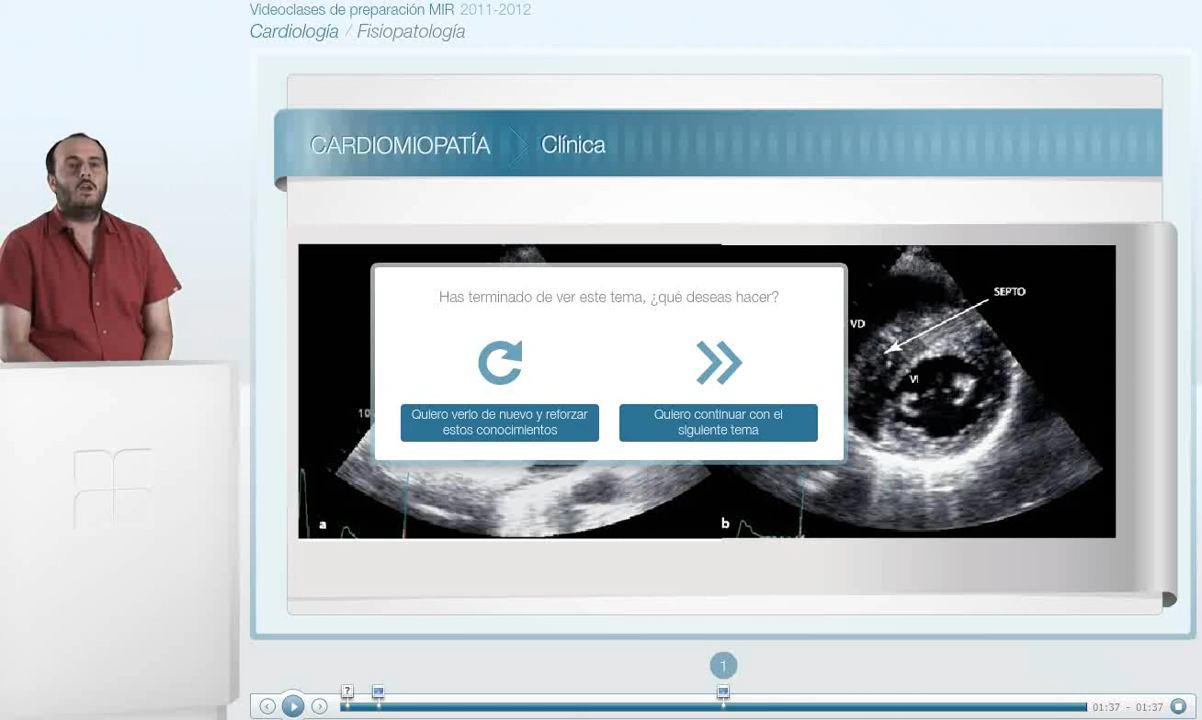 Videoclases de preparación MIR 2011-2012
Cardiología / Fisiopatología
CARDIOMIOPATÍA Clínica
Has terminado de ver este tema, ¿qué deseas hacer?
Quiero verlo de nuevo y reforzar
estos conocimientos
Quiero continuar con el
siguiente tema
SEPTO
VD
VI
10
a
b
1
?
01:37 - 01:37